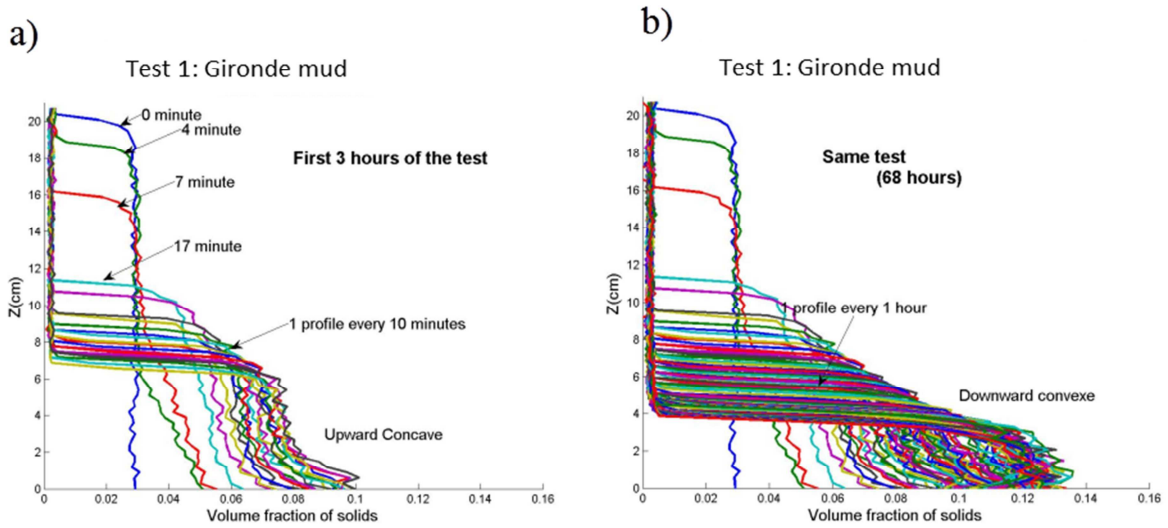 a)
Test 1: Gironde mud
0 minute
4 minute
First 3 hours of the test
7 minute
17 minute
1 profile every 10 minutes
Upward Concave
Z(cm)
20
18
16
14
12
10
8
6
4
2
0
0
0.02
0.04
0.06
0.08
0.1
0.12
0.14
0.16
Volume fraction of solids
b)
Test 1: Gironde mud
Same test
(68 hours)
1 profile every 1 hour
Downward convexe
Z(cm)
20
18
16
14
12
10
8
6
4
2
0
0
0.02
0.04
0.06
0.08
0.1
0.12
0.14
0.16
Volume fraction of solids